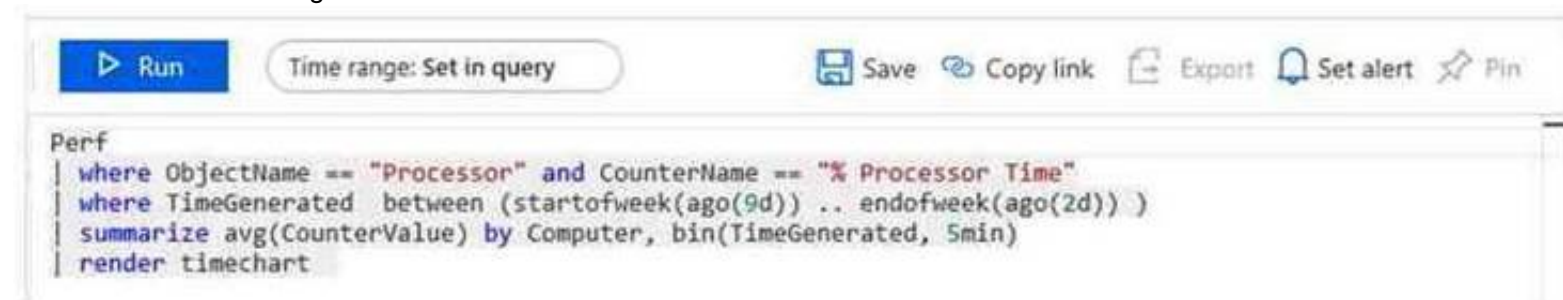 Run Time range: Set in query Save Copy link Export Set alert Pin
Perf
| where ObjectName == "Processor" and CounterName == "% Processor Time"
| where TimeGenerated between (startofweek(ago(9d)) .. endofweek(ago(2d)) )
| summarize avg(CounterValue) by Computer, bin(TimeGenerated, 5min)
| render timechart